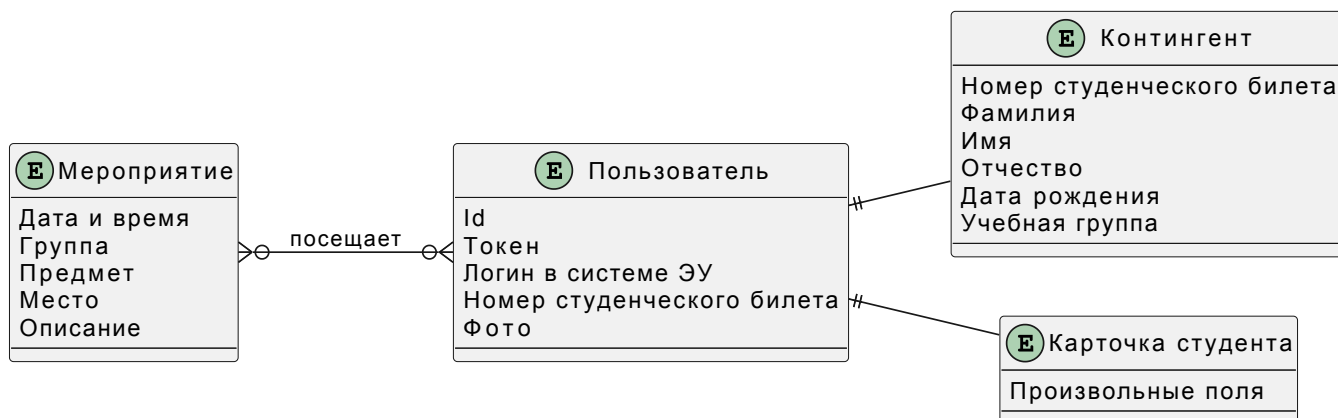 E Мероприятие
Дата и время
Группа
Предмет
Место
Описание
посещает
E Пользователь
Id
Токен
Логин в системе ЭУ
Номер студенческого билета
Фото
E Контингент
Номер студенческого билета
Фамилия
Имя
Отчество
Дата рождения
Учебная группа
E Карточка студента
Произвольные поля